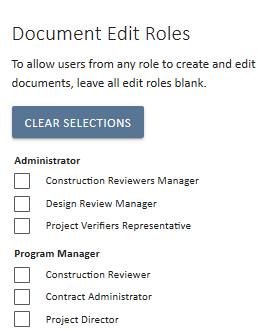 Document Edit Roles
To allow users from any role to create and edit
documents, leave all edit roles blank.
CLEAR SELECTIONS
Administrator
Construction Reviewers Manager
Design Review Manager
Project Verifiers Representative
Program Manager
Construction Reviewer
Contract Administrator
Project Director